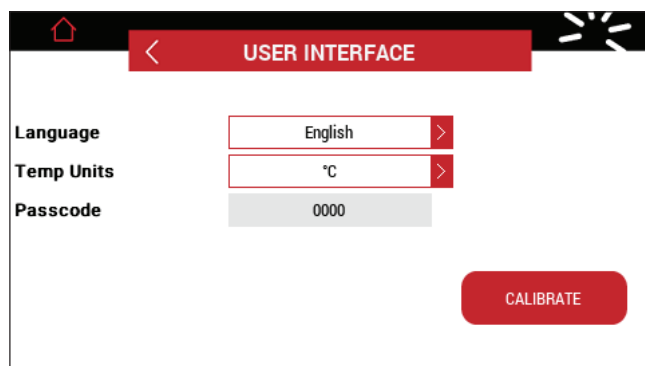 USER INTERFACE
Language English
Temp Units °C
Passcode 0000
CALIBRATE